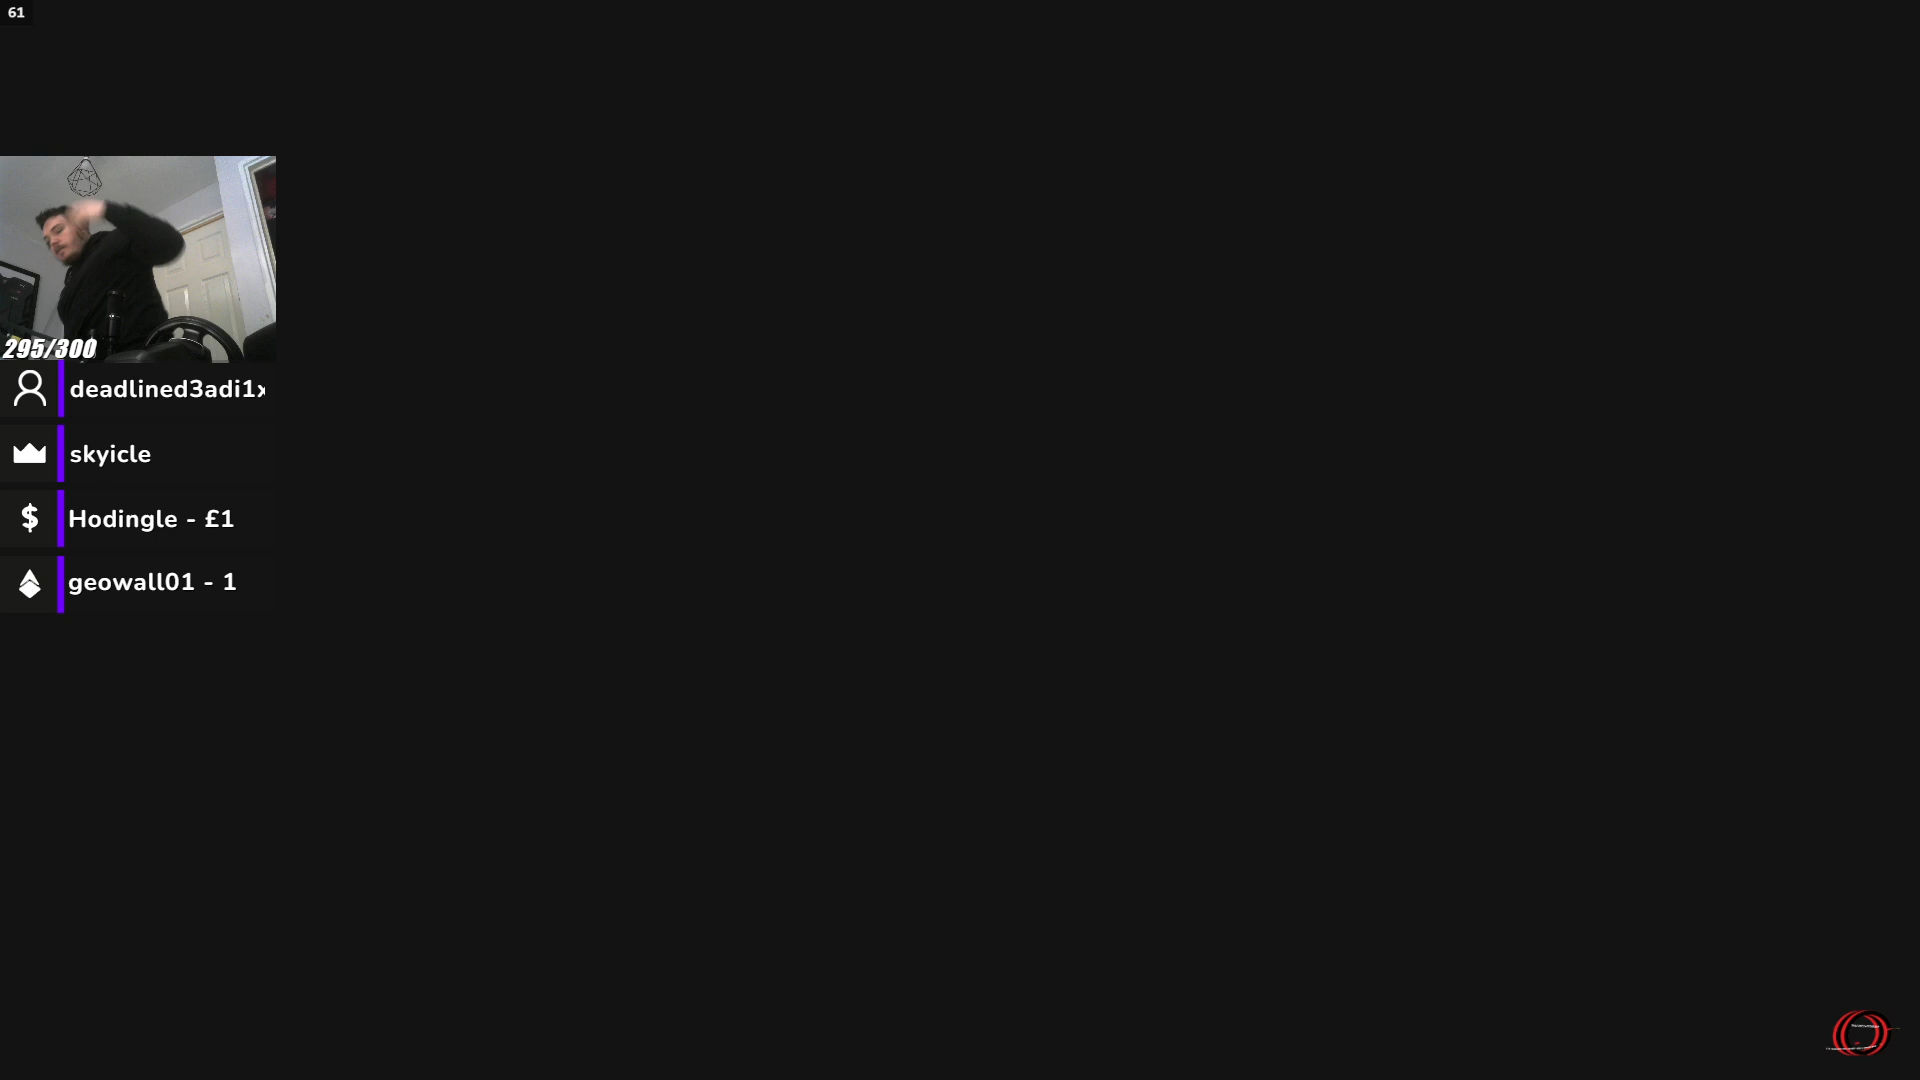 61
295/300
deadlined3adi1x
skyicle
Hodingle - £1
geowall01 - 1